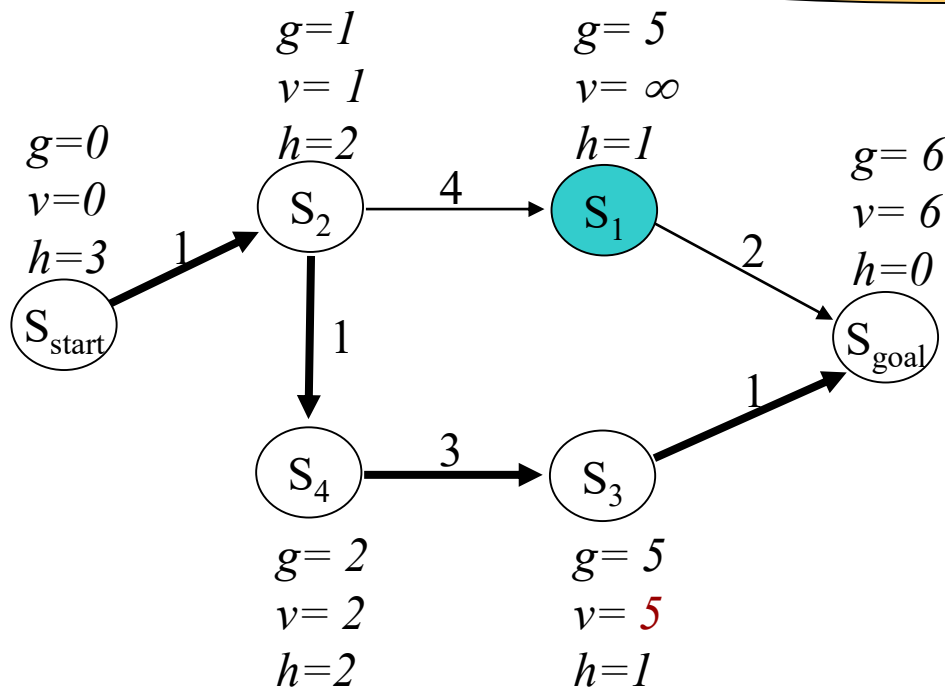 g=1
v= 1
h=2
g= 5
v= ∞
h=1
g=0
v=0
h=3
g= 6
v= 6
h=0
S2
4
S1
1
2
Sstart
Sgoal
1
1
S4
3
S3
g= 2
v= 2
h=2
g= 5
v= 5
h=1